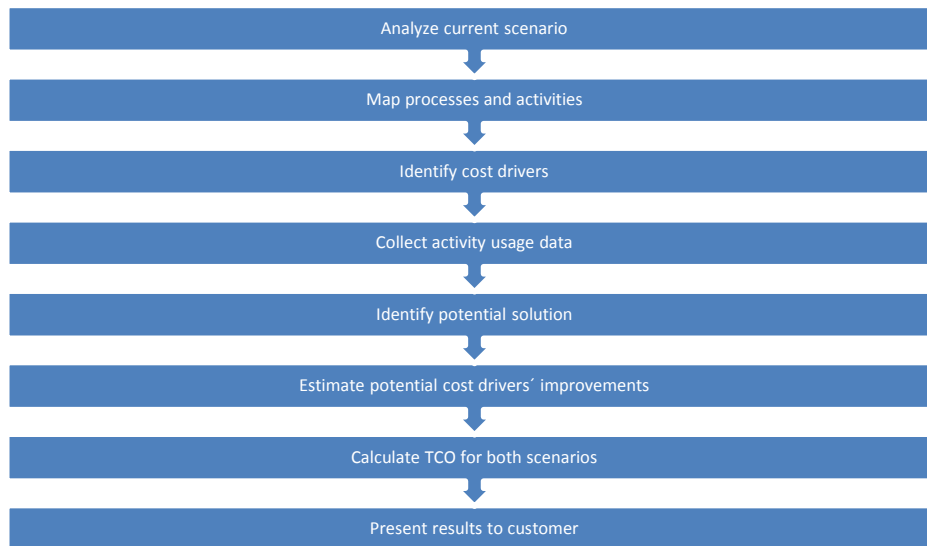 Analyze current scenario
Map processes and activities
Identify cost drivers
Collect activity usage data
Identify potential solution
Estimate potential cost drivers´ improvements
Calculate TCO for both scenarios
Present results to customer